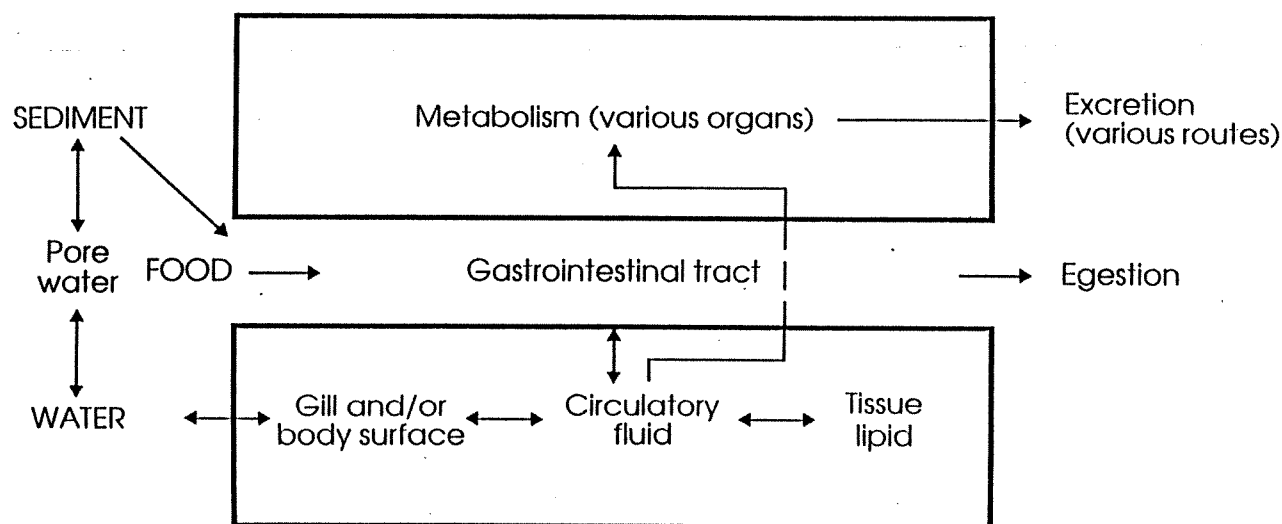 SEDIMENT
Metabolism (various organs)
Excretion
(various routes)
Pore
water
FOOD
Gastrointestinal tract
Egestion
WATER
Gill and/or
body surface
Circulatory
fluid
Tissue
lipid